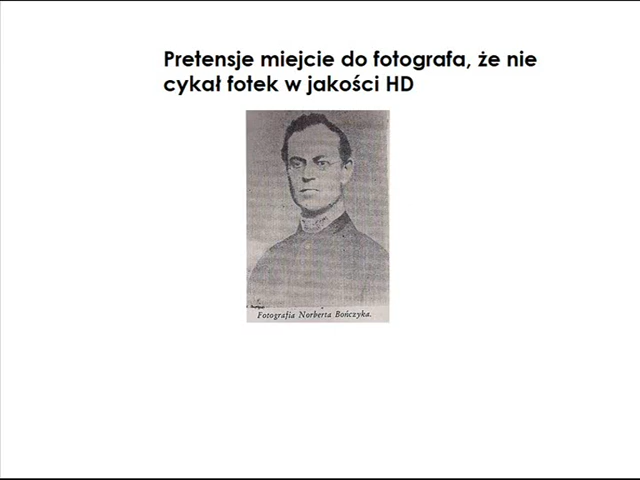 Pretensje miejcie do fotografa, że nie
cykał fotek w jakości HD
Fotografia Norberta Bończyka.